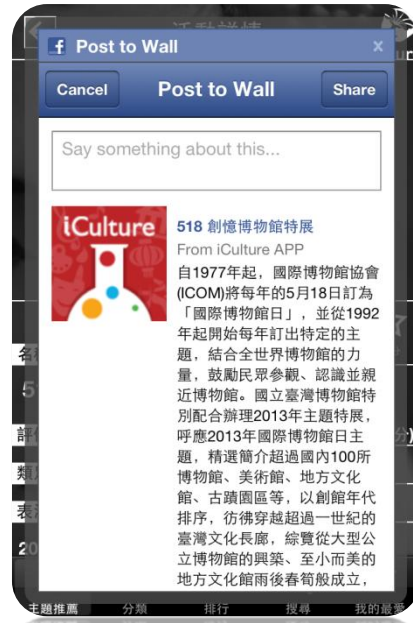 活動詳情
Post to Wall
x
Cancel
Post to Wall
Share
Say something about this...
iCulture
518 創憶博物館特展
From iCulture APP
自1977年起，國際博物館協會
(ICOM)將每年的5月18日訂為
「國際博物館日」，並從1992
年起開始每年訂出特定的主
題，結合全世界博物館的力
量，鼓勵民眾參觀、認識並親
近博物館。國立臺灣博物館特
別配合辦理2013年主題特展，
呼應2013年國際博物館日主
題，精選簡介超過國內100所
博物館、美術館、地方文化
館、古蹟園區等，以創館年代
排序，彷彿穿越超過一世紀的
臺灣文化長廊，綜覽從大型公
立博物館的興築、至小而美的
地方文化館雨後春筍般成立，
主題推薦
分類
排行
搜尋
我的最愛